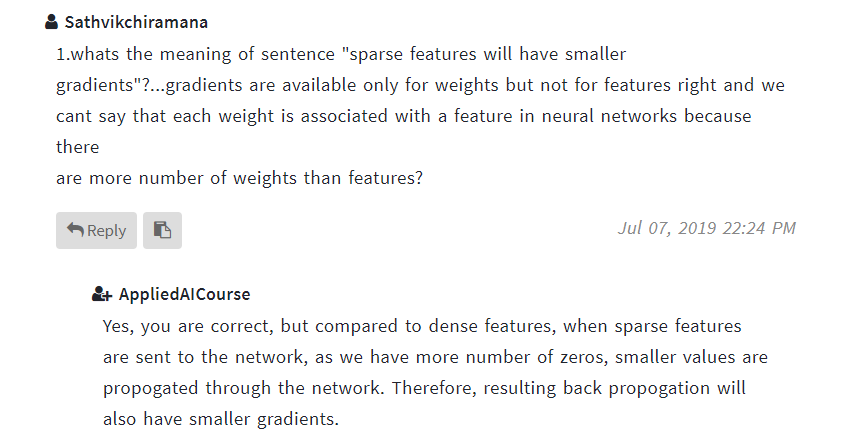 Sathvikchiramana
1.whats the meaning of sentence "sparse features will have smaller
gradients"?...gradients are available only for weights but not for features right and we
cant say that each weight is associated with a feature in neural networks because
there
are more number of weights than features?
Reply
Jul 07, 2019 22:24 PM
AppliedAICourse
Yes, you are correct, but compared to dense features, when sparse features
are sent to the network, as we have more number of zeros, smaller values are
propogated through the network. Therefore, resulting back propogation will
also have smaller gradients.